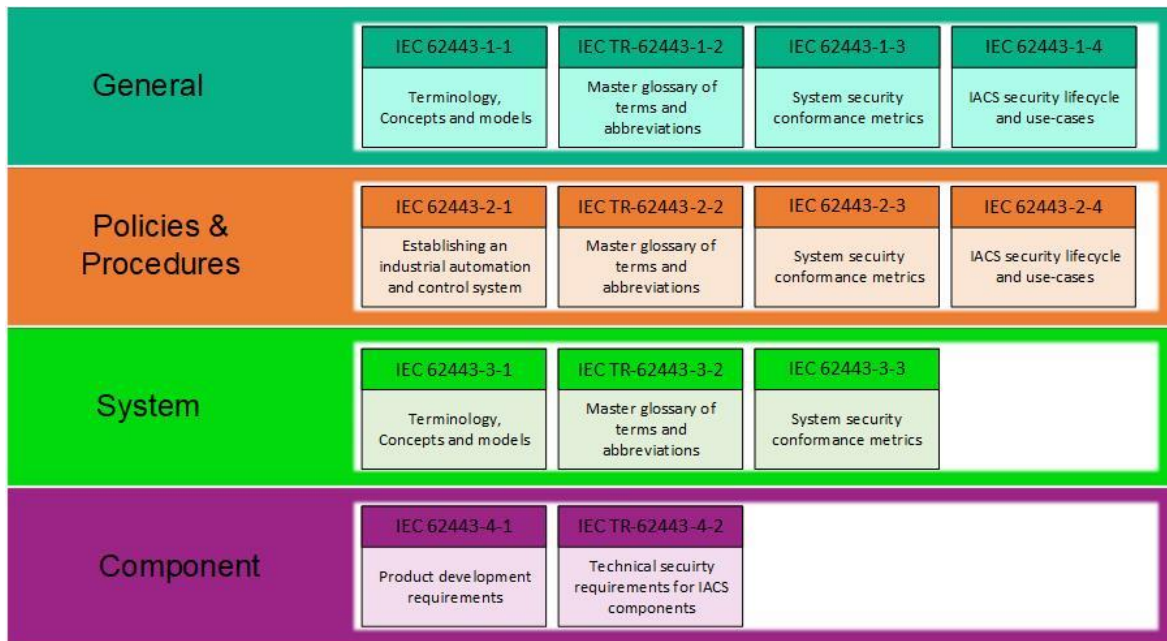 General
IEC 62443-1-1
Terminology,
Concepts and models
IEC TR-62443-1-2
Master glossary of
terms and
abbreviations
IEC 62443-1-3
System security
conformance metrics
IEC 62443-1-4
IACS security lifecycle
and use-cases
Policies &
Procedures
IEC 62443-2-1
Establishing an
industrial automation
and control system
IEC TR-62443-2-2
Master glossary of
terms and
abbreviations
IEC 62443-2-3
System secuirty
conformance metrics
IEC 62443-2-4
IACS security lifecycle
and use-cases
System
IEC 62443-3-1
Terminology,
Concepts and models
IEC TR-62443-3-2
Master glossary of
terms and
abbreviations
IEC 62443-3-3
System security
conformance metrics
Component
IEC 62443-4-1
Product development
requirements
IEC TR-62443-4-2
Technical secuirty
requirements for IACS
components